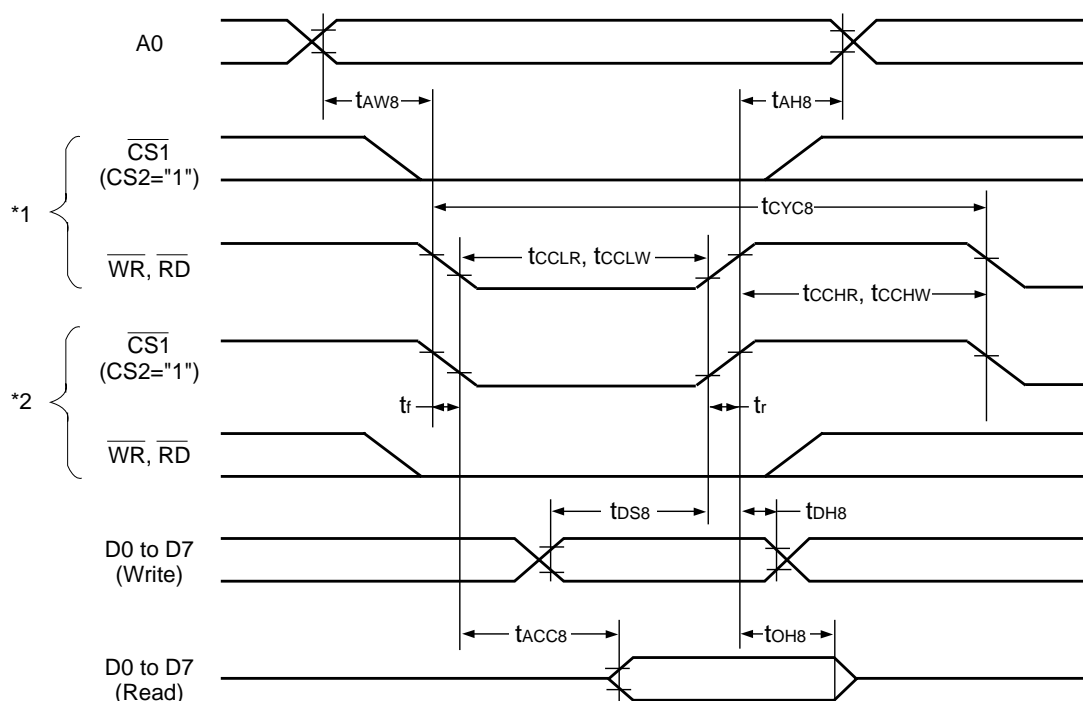 A0
tAW8
tAH8
*1
CS1
(CS2="1")
tCYC8
WR, RD
tCCLR, tCCLW
tCCHR, tCCHW
*2
CS1
(CS2="1")
tf
tr
WR, RD
tDS8
tDH8
D0 to D7
(Write)
tACC8
tOH8
D0 to D7
(Read)